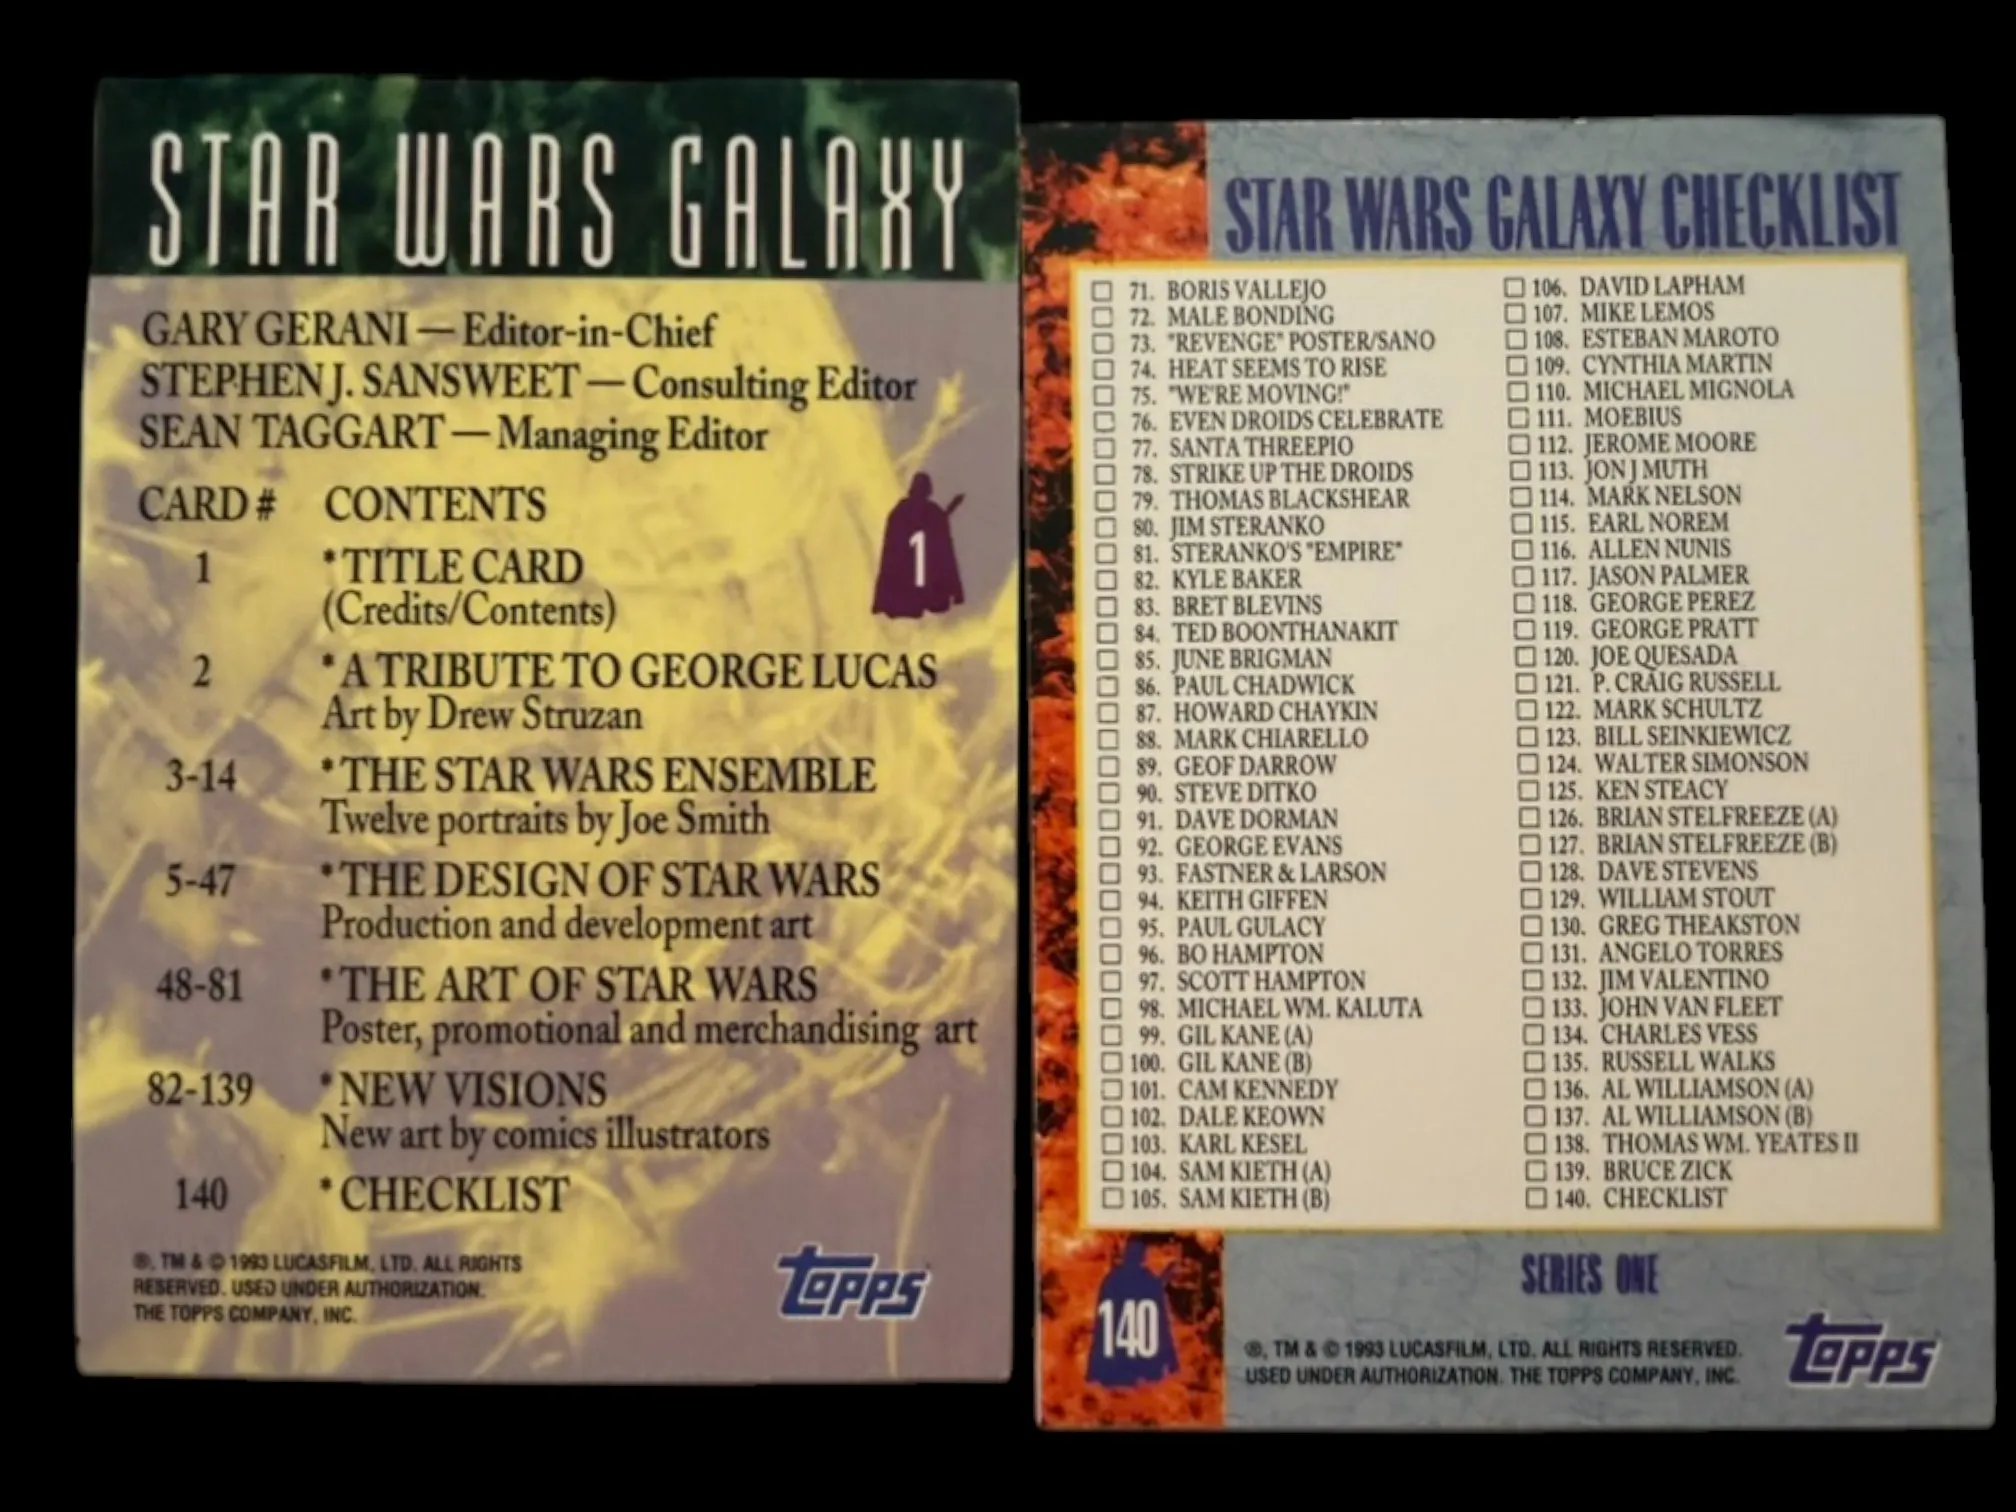 STAR WARS GALAXY
GARY GERANI — Editor-in-Chief
STEPHEN J. SANSWEET — Consulting Editor
SEAN TAGGART — Managing Editor
CARD # CONTENTS
1 *TITLE CARD
(Credits/Contents)
1
2 *A TRIBUTE TO GEORGE LUCAS
Art by Drew Struzan
3-14 *THE STAR WARS ENSEMBLE
Twelve portraits by Joe Smith
5-47 *THE DESIGN OF STAR WARS
Production and development art
48-81 *THE ART OF STAR WARS
Poster, promotional and merchandising art
82-139 *NEW VISIONS
New art by comics illustrators
140 *CHECKLIST
®, TM & © 1993 LUCASFILM, LTD. ALL RIGHTS
RESERVED. USED UNDER AUTHORIZATION.
THE TOPPS COMPANY, INC.
topps
STAR WARS GALAXY CHECKLIST
71. BORIS VALLEJO
72. MALE BONDING
73. "REVENGE" POSTER/SANO
74. HEAT SEEMS TO RISE
75. "WE'RE MOVING!"
76. EVEN DROIDS CELEBRATE
77. SANTA THREEPIO
78. STRIKE UP THE DROIDS
79. THOMAS BLACKSHEAR
80. JIM STERANKO
81. STERANKO'S "EMPIRE"
82. KYLE BAKER
83. BRET BLEVINS
84. TED BOONTHANAKIT
85. JUNE BRIGMAN
86. PAUL CHADWICK
87. HOWARD CHAYKIN
88. MARK CHIARELLO
89. GEOF DARROW
90. STEVE DITKO
91. DAVE DORMAN
92. GEORGE EVANS
93. FASTNER & LARSON
94. KEITH GIFFEN
95. PAUL GULACY
96. BO HAMPTON
97. SCOTT HAMPTON
98. MICHAEL WM. KALUTA
99. GIL KANE (A)
100. GIL KANE (B)
101. CAM KENNEDY
102. DALE KEOWN
103. KARL KESEL
104. SAM KIETH (A)
105. SAM KIETH (B)
106. DAVID LAPHAM
107. MIKE LEMOS
108. ESTEBAN MAROTO
109. CYNTHIA MARTIN
110. MICHAEL MIGNOLA
111. MOEBIUS
112. JEROME MOORE
113. JON J MUTH
114. MARK NELSON
115. EARL NOREM
116. ALLEN NUNIS
117. JASON PALMER
118. GEORGE PEREZ
119. GEORGE PRATT
120. JOE QUESADA
121. P. CRAIG RUSSELL
122. MARK SCHULTZ
123. BILL SEINKIEWICZ
124. WALTER SIMONSON
125. KEN STEACY
126. BRIAN STELFREEZE (A)
127. BRIAN STELFREEZE (B)
128. DAVE STEVENS
129. WILLIAM STOUT
130. GREG THEAKSTON
131. ANGELO TORRES
132. JIM VALENTINO
133. JOHN VAN FLEET
134. CHARLES VESS
135. RUSSELL WALKS
136. AL WILLIAMSON (A)
137. AL WILLIAMSON (B)
138. THOMAS WM. YEATES II
139. BRUCE ZICK
140. CHECKLIST
SERIES ONE
140
®, TM & © 1993 LUCASFILM, LTD. ALL RIGHTS RESERVED.
USED UNDER AUTHORIZATION. THE TOPPS COMPANY, INC.
topps